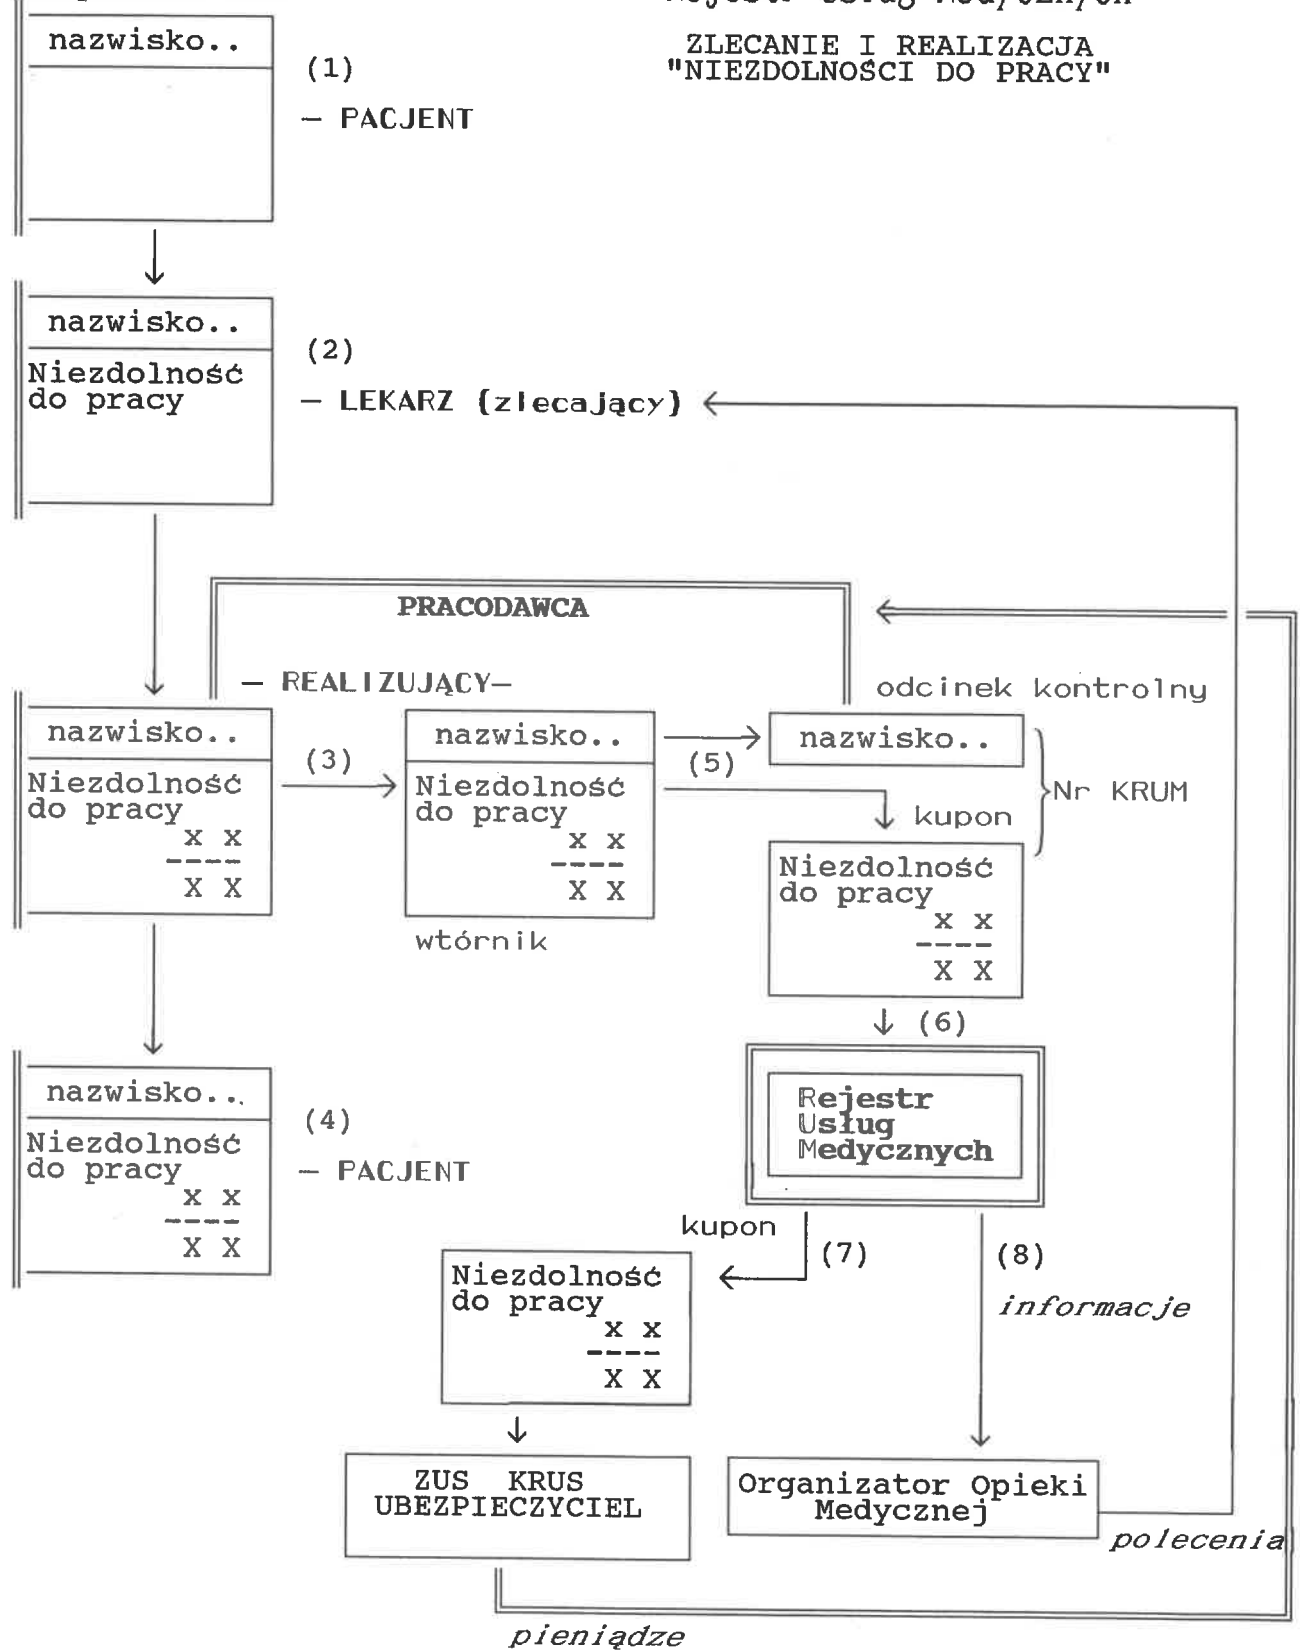 Rejestr Usług Medycznych
ZLECANIE I REALIZACJA
"NIEZDOLNOŚCI DO PRACY"
nazwisko..
(1)
— PACJENT
nazwisko..
Niezdolność
do pracy
(2)
— LEKARZ (zlecający)
PRACODAWCA
— REALIZUJĄCY—
odcinek kontrolny
nazwisko..
Niezdolność
do pracy
x x
----
X X
(3)
nazwisko..
Niezdolność
do pracy
x x
----
X X
wtórnik
(5)
nazwisko..
Nr KRUM
kupon
Niezdolność
do pracy
x x
----
X X
(6)
Rejestr
Usług
Medycznych
nazwisko..
Niezdolność
do pracy
x x
----
X X
(4)
— PACJENT
kupon
(7)
(8)
informacje
Niezdolność
do pracy
x x
----
X X
ZUS KRUS
UBEZPIECZYCIEL
Organizator Opieki
Medycznej
polecenia
pieniądze